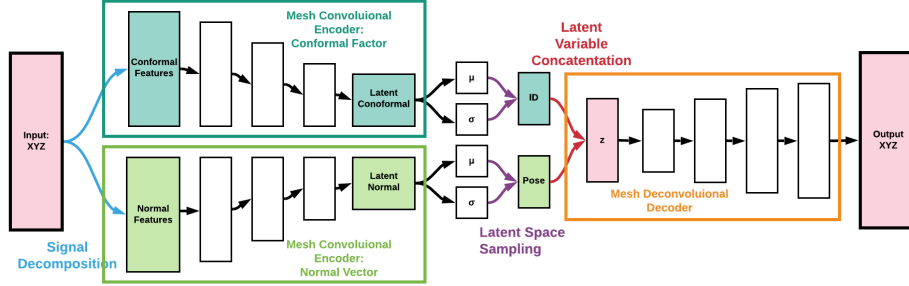 Mesh Convoluional
Encoder:
Conformal Factor
Conformal
Features
Latent
Conoformal
Input:
XYZ
Normal
Features
Latent
Normal
Signal
Decomposition
Mesh Convoluional
Encoder:
Normal Vector
μ
σ
μ
σ
ID
Pose
Latent Space
Sampling
Latent
Variable
Concatentation
z
Mesh Deconvoluional
Decoder
Output
XYZ